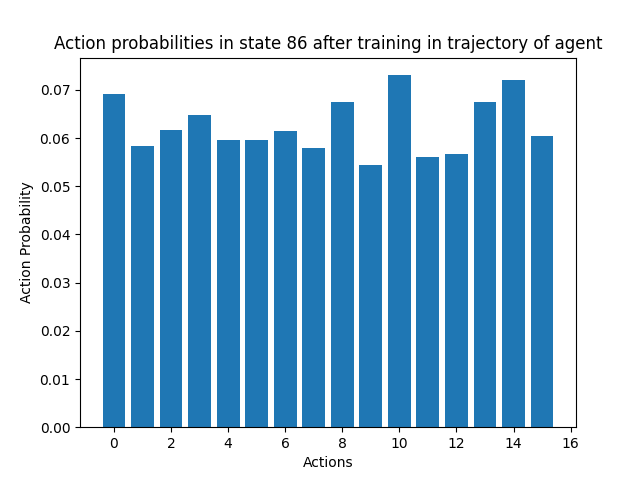 Action probabilities in state 86 after training in trajectory of agent
0.07
0.06
0.05
0.04
0.03
0.02
0.01
0.00
Action Probability
0 2 4 6 8 10 12 14 16
Actions